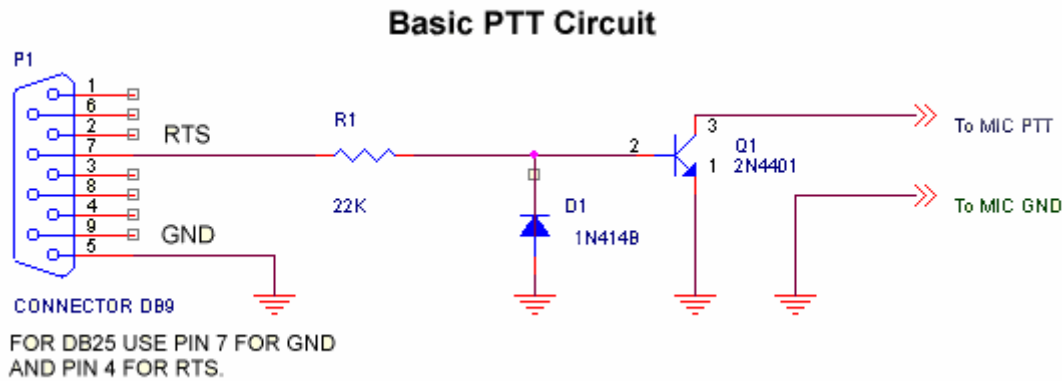 Basic PTT Circuit
P1
1
6
2
7
3
8
4
9
5
RTS
GND
CONNECTOR DB9
R1
22K
D1
1N414B
2
3
1
Q1
2N4401
To MIC PTT
To MIC GND
FOR DB25 USE PIN 7 FOR GND
AND PIN 4 FOR RTS.